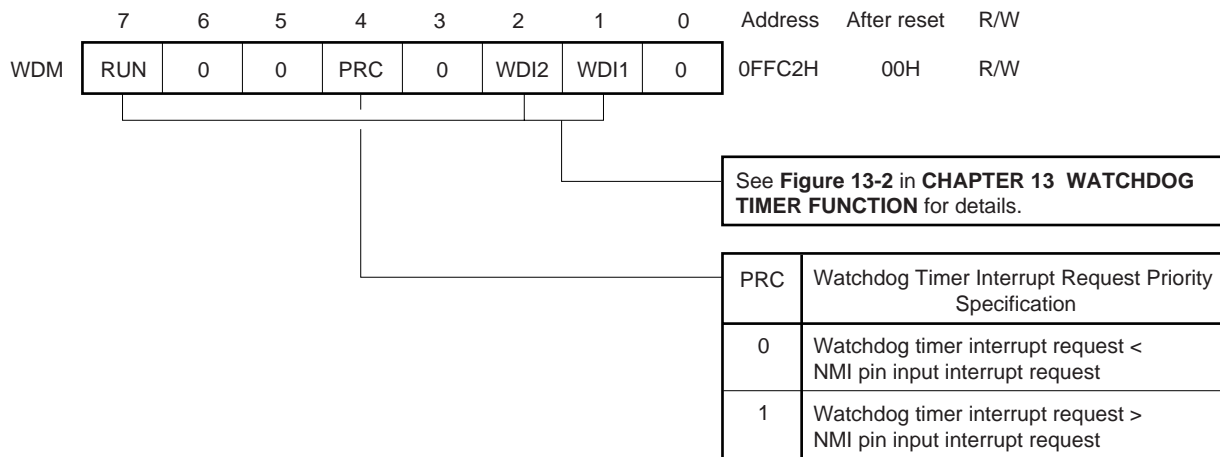 7 6 5 4 3 2 1 0 Address After reset R/W
WDM RUN 0 0 PRC 0 WDI2 WDI1 0 0FFC2H 00H R/W
See Figure 13-2 in CHAPTER 13 WATCHDOG
TIMER FUNCTION for details.
PRC Watchdog Timer Interrupt Request Priority
Specification
0 Watchdog timer interrupt request <
NMI pin input interrupt request
1 Watchdog timer interrupt request >
NMI pin input interrupt request